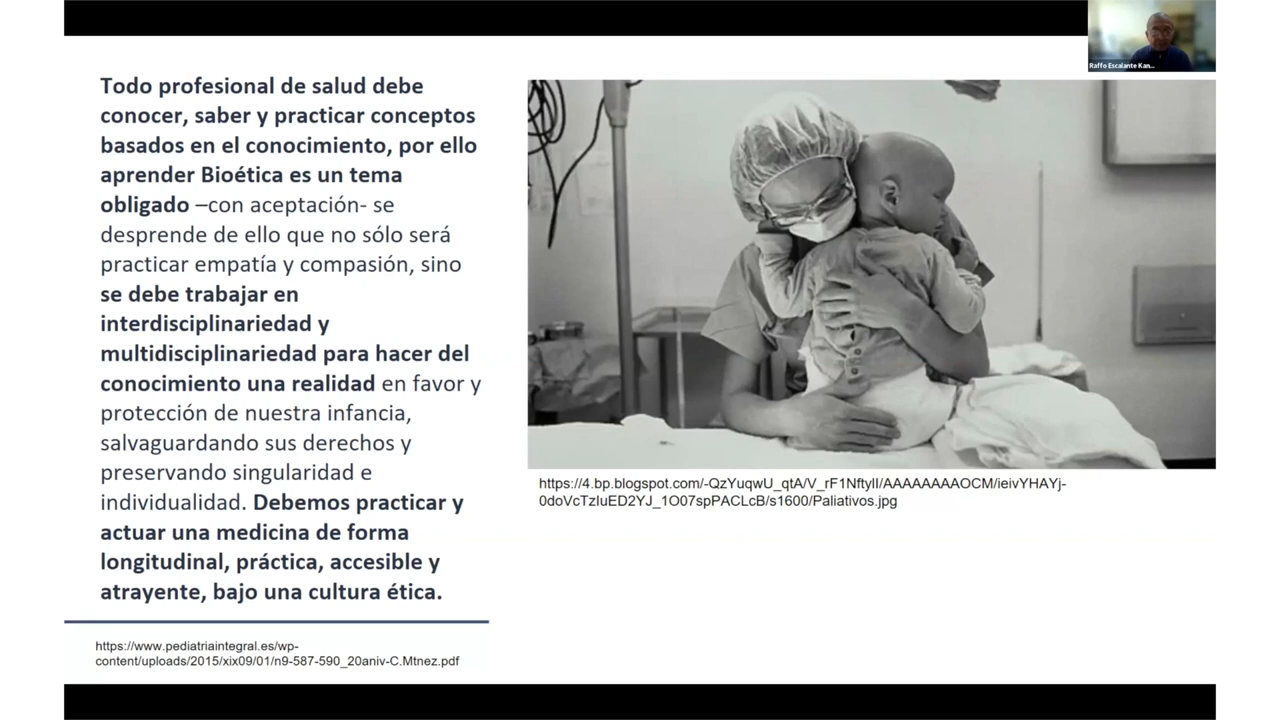 Raffo Escalante Kan...
Todo profesional de salud debe
conocer, saber y practicar conceptos
basados en el conocimiento, por ello
aprender Bioética es un tema
obligado –con aceptación- se
desprende de ello que no sólo será
practicar empatía y compasión, sino
se debe trabajar en
interdisciplinariedad y
multidisciplinariedad para hacer del
conocimiento una realidad en favor y
protección de nuestra infancia,
salvaguardando sus derechos y
preservando singularidad e
individualidad. Debemos practicar y
actuar una medicina de forma
longitudinal, práctica, accesible y
atrayente, bajo una cultura ética.
https://4.bp.blogspot.com/-QzYuqwU_qtA/V_rF1NftyII/AAAAAAAAOCM/ieivYHAYj-
0doVcTzIuED2YJ_1O07spPACLcB/s1600/Paliativos.jpg
https://www.pediatriaintegral.es/wp-
content/uploads/2015/xix09/01/n9-587-590_20aniv-C.Mtnez.pdf